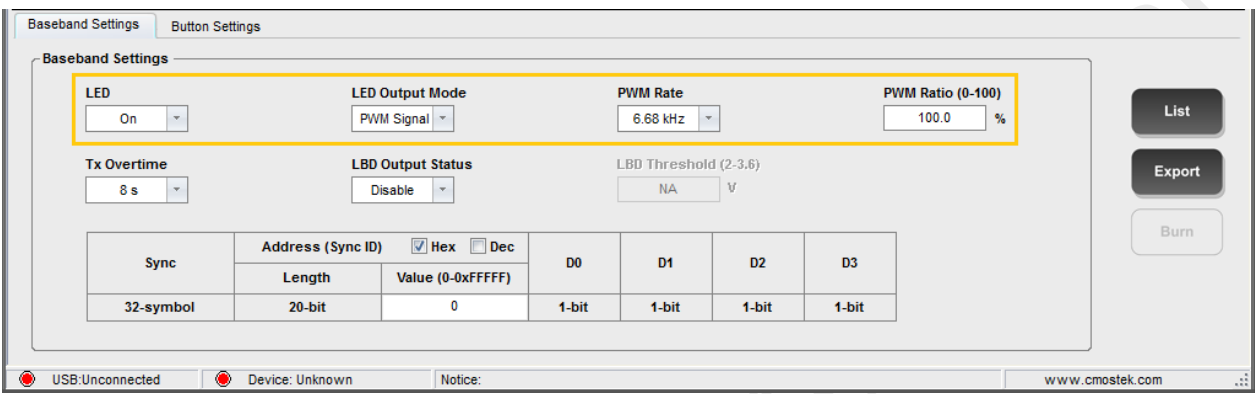 Baseband Settings Button Settings
Baseband Settings
LED LED Output Mode PWM Rate PWM Ratio (0-100)
On PWM Signal 6.68 kHz 100.0 %
List
Tx Overtime LBD Output Status LBD Threshold (2-3.6)
8 s Disable NA V
Export
Burn
Sync Address (Sync ID) Hex Dec D0 D1 D2 D3
Length Value (0-0xFFFFF)
32-symbol 20-bit 0 1-bit 1-bit 1-bit 1-bit
USB:Unconnected Device: Unknown Notice: www.cmostek.com